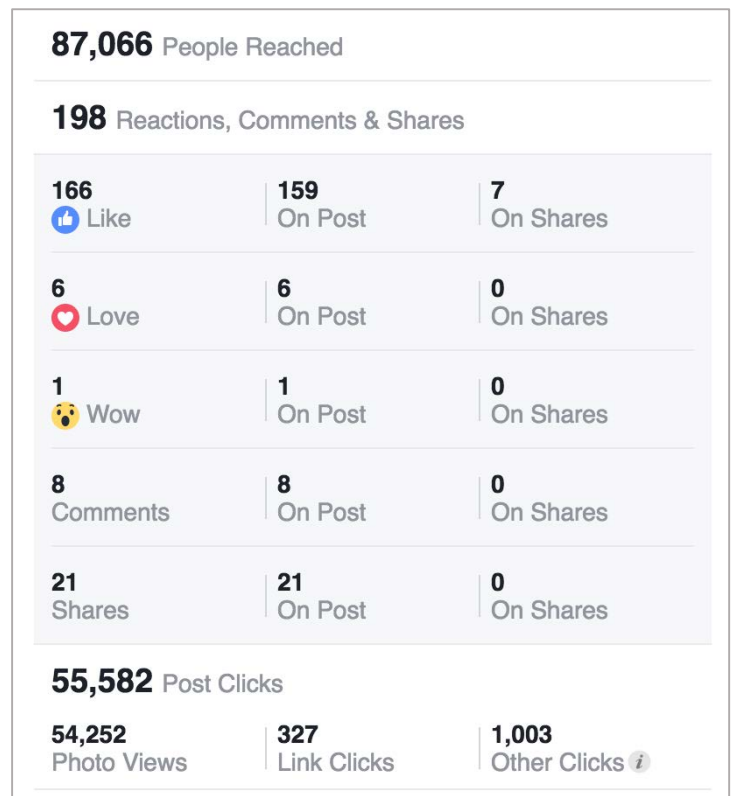 87,066 People Reached
198 Reactions, Comments & Shares
166 159 7
Like On Post On Shares
6 6 0
Love On Post On Shares
1 1 0
Wow On Post On Shares
8 8 0
Comments On Post On Shares
21 21 0
Shares On Post On Shares
55,582 Post Clicks
54,252 327 1,003
Photo Views Link Clicks Other Clicks i